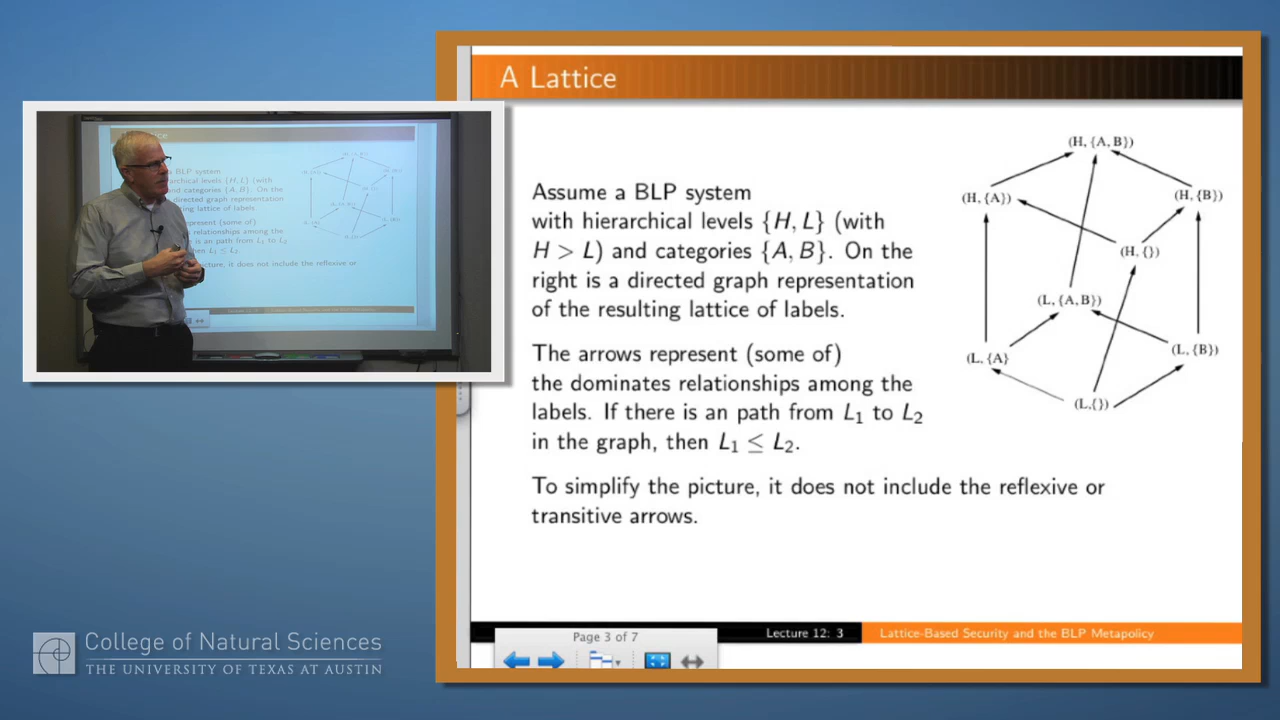 A Lattice
Assume a BLP system
with hierarchical levels {H, L} (with
H > L) and categories {A, B}. On the
right is a directed graph representation
of the resulting lattice of labels.
The arrows represent (some of)
the dominates relationships among the
labels. If there is an path from L₁ to L₂
in the graph, then L₁ ≤ L₂.
To simplify the picture, it does not include the reflexive or
transitive arrows.
(H, {A, B})
(H, {A})
(H, {B})
(H, {})
(L, {A, B})
(L, {A}
(L, {B})
(L,{})
Page 3 of 7
Lecture 12: 3
Lattice-Based Security and the BLP Metapolicy
College of Natural Sciences
THE UNIVERSITY OF TEXAS AT AUSTIN